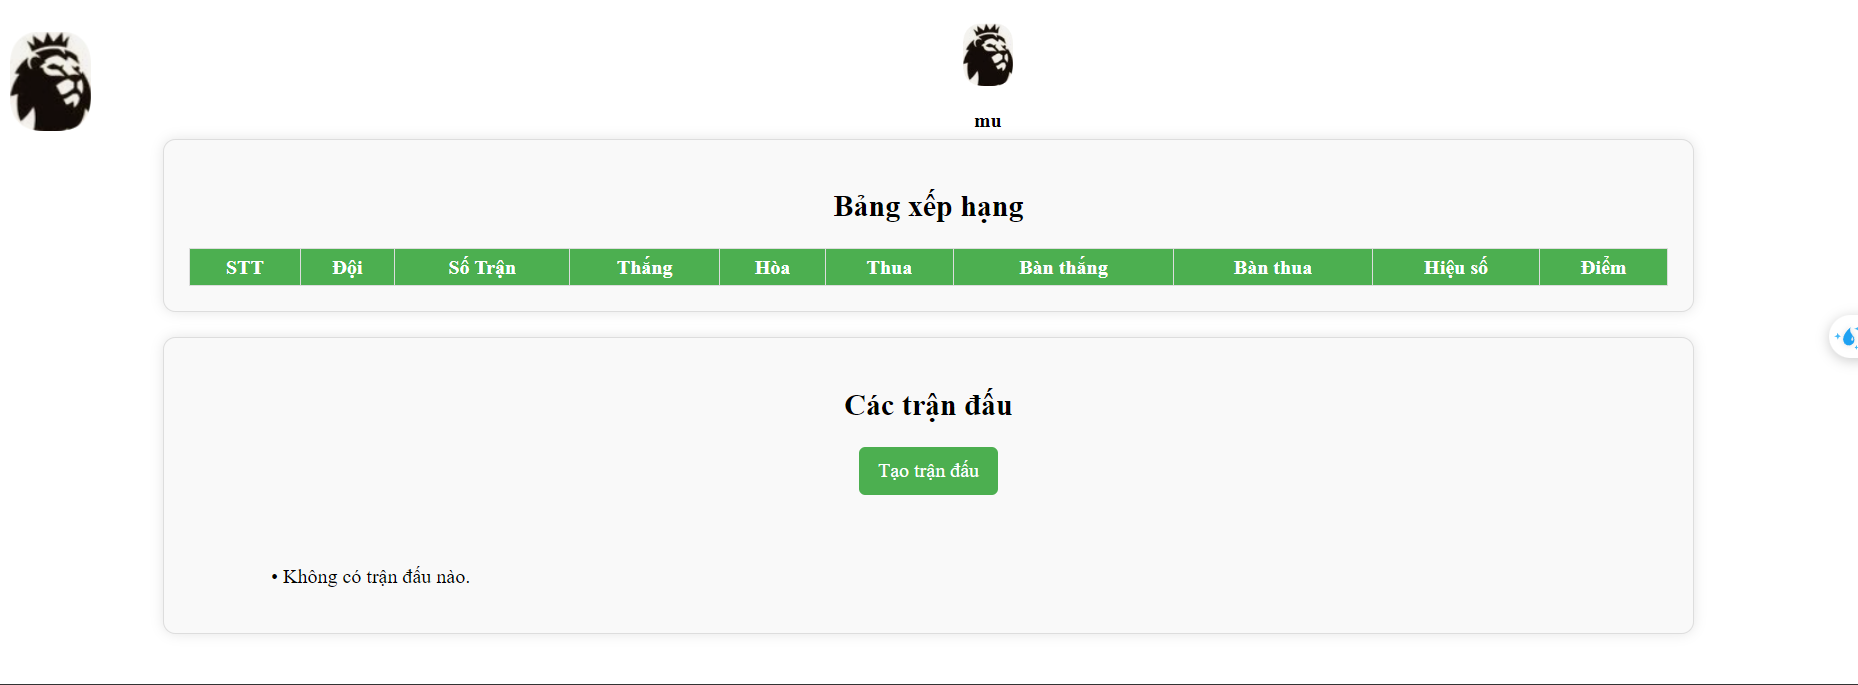 mu
Bảng xếp hạng
STT Đội Số Trận Thắng Hòa Thua Bàn thắng Bàn thua Hiệu số Điểm
Các trận đấu
Tạo trận đấu
• Không có trận đấu nào.